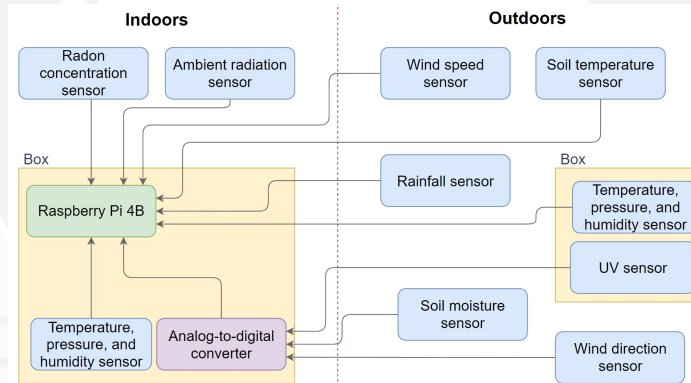 Indoors
Outdoors
Radon
concentration
sensor
Ambient radiation
sensor
Wind speed
sensor
Soil temperature
sensor
Box
Box
Raspberry Pi 4B
Rainfall sensor
Temperature,
pressure, and
humidity sensor
UV sensor
Temperature,
pressure, and
humidity sensor
Analog-to-digital
converter
Soil moisture
sensor
Wind direction
sensor